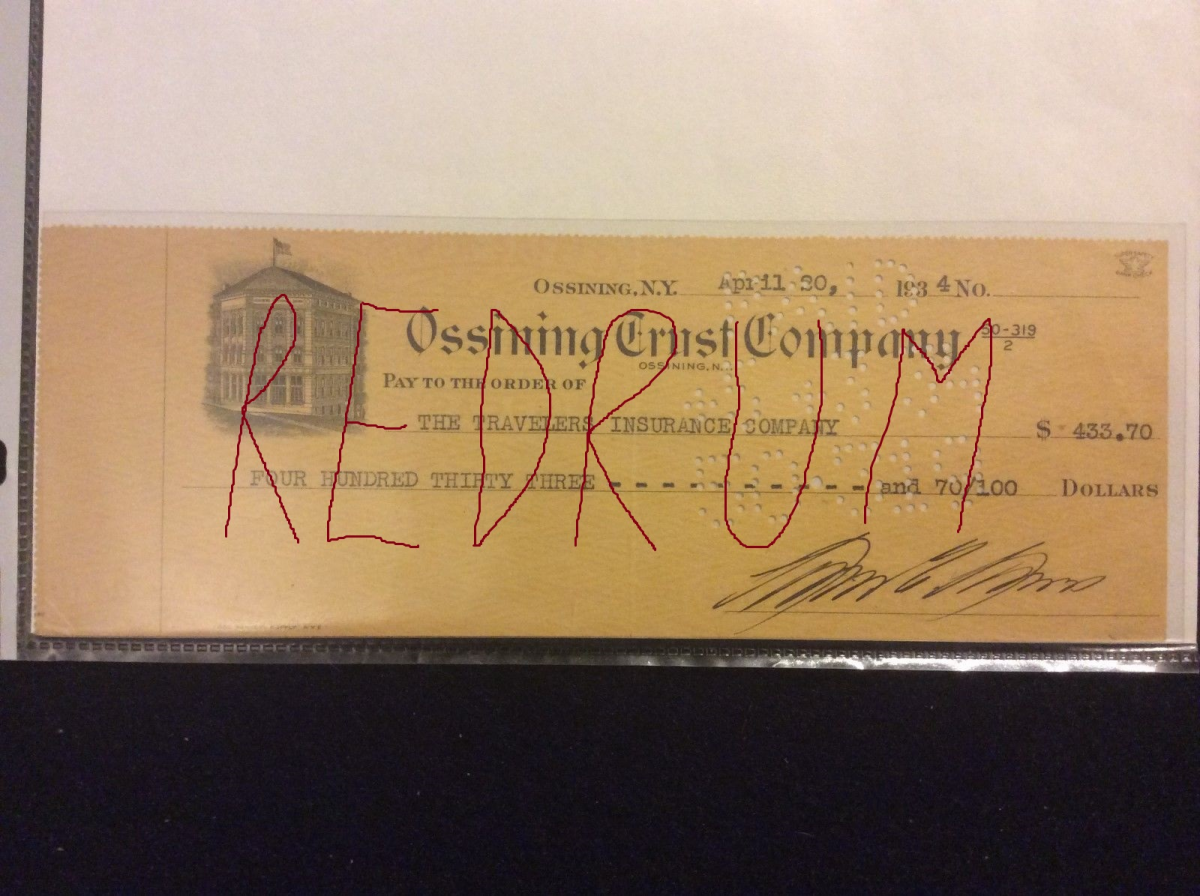 OSSINING, N.Y. April 30, 1934 No.
Ossining Trust Company 50-319/2
OSSINING, N.Y.
PAY TO THE ORDER OF
THE TRAVELERS INSURANCE COMPANY $ 433.70
FOUR HUNDRED THIRTY THREE - - - - - - - - - - - and 70/100 DOLLARS
REDRUM